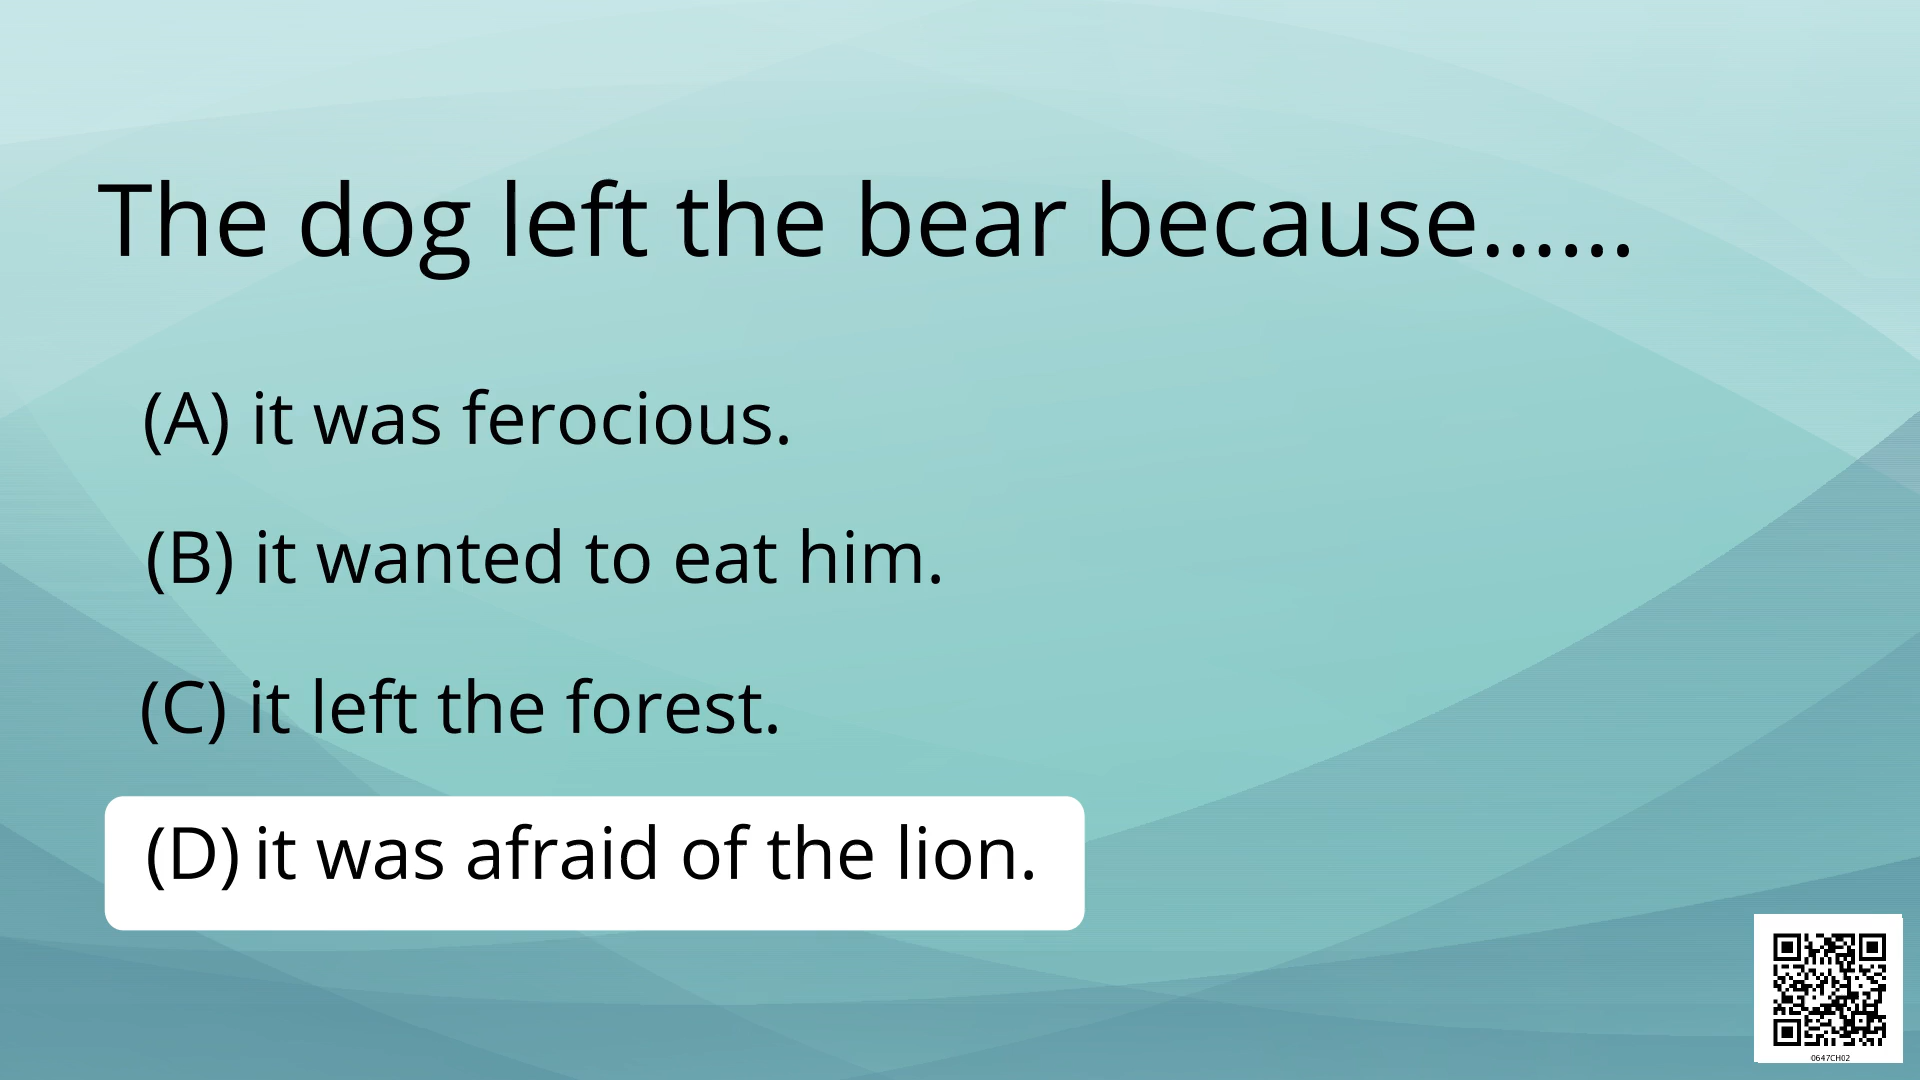 The dog left the bear because......
(A) it was ferocious.
(B) it wanted to eat him.
(C) it left the forest.
(D) it was afraid of the lion.
0647CH02